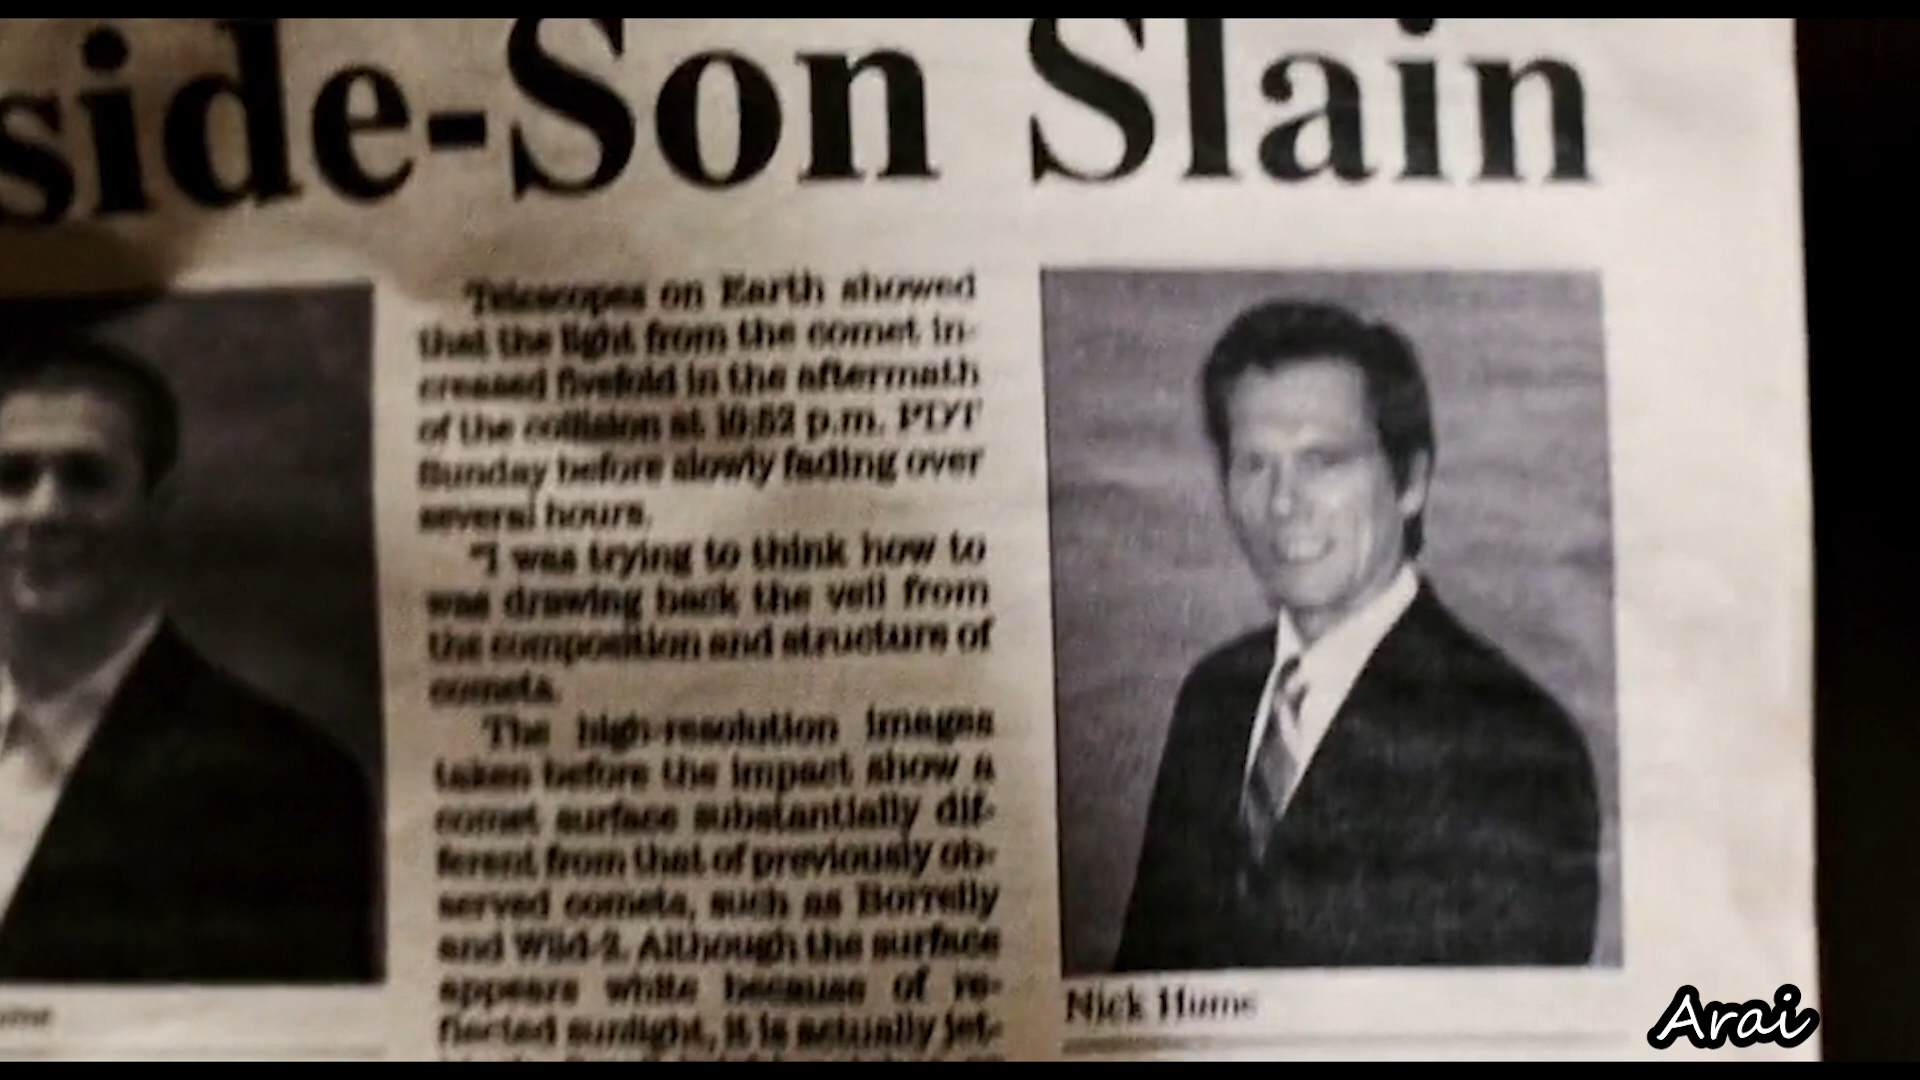 side-Son Slain
Telescopes on Earth showed
that the light from the comet in-
creased fivefold in the aftermath
of the collision at 10:52 p.m. PDT
Sunday before slowly fading over
several hours.
"I was trying to think how to
was drawing back the veil from
the composition and structure of
comets.
The high-resolution images
taken before the impact show a
comet surface substantially dif-
ferent from that of previously ob-
served comets, such as Borrelly
and Wild-2. Although the surface
appears white because of re-
flected sunlight, it is actually jet-
Nick Hume
Arai